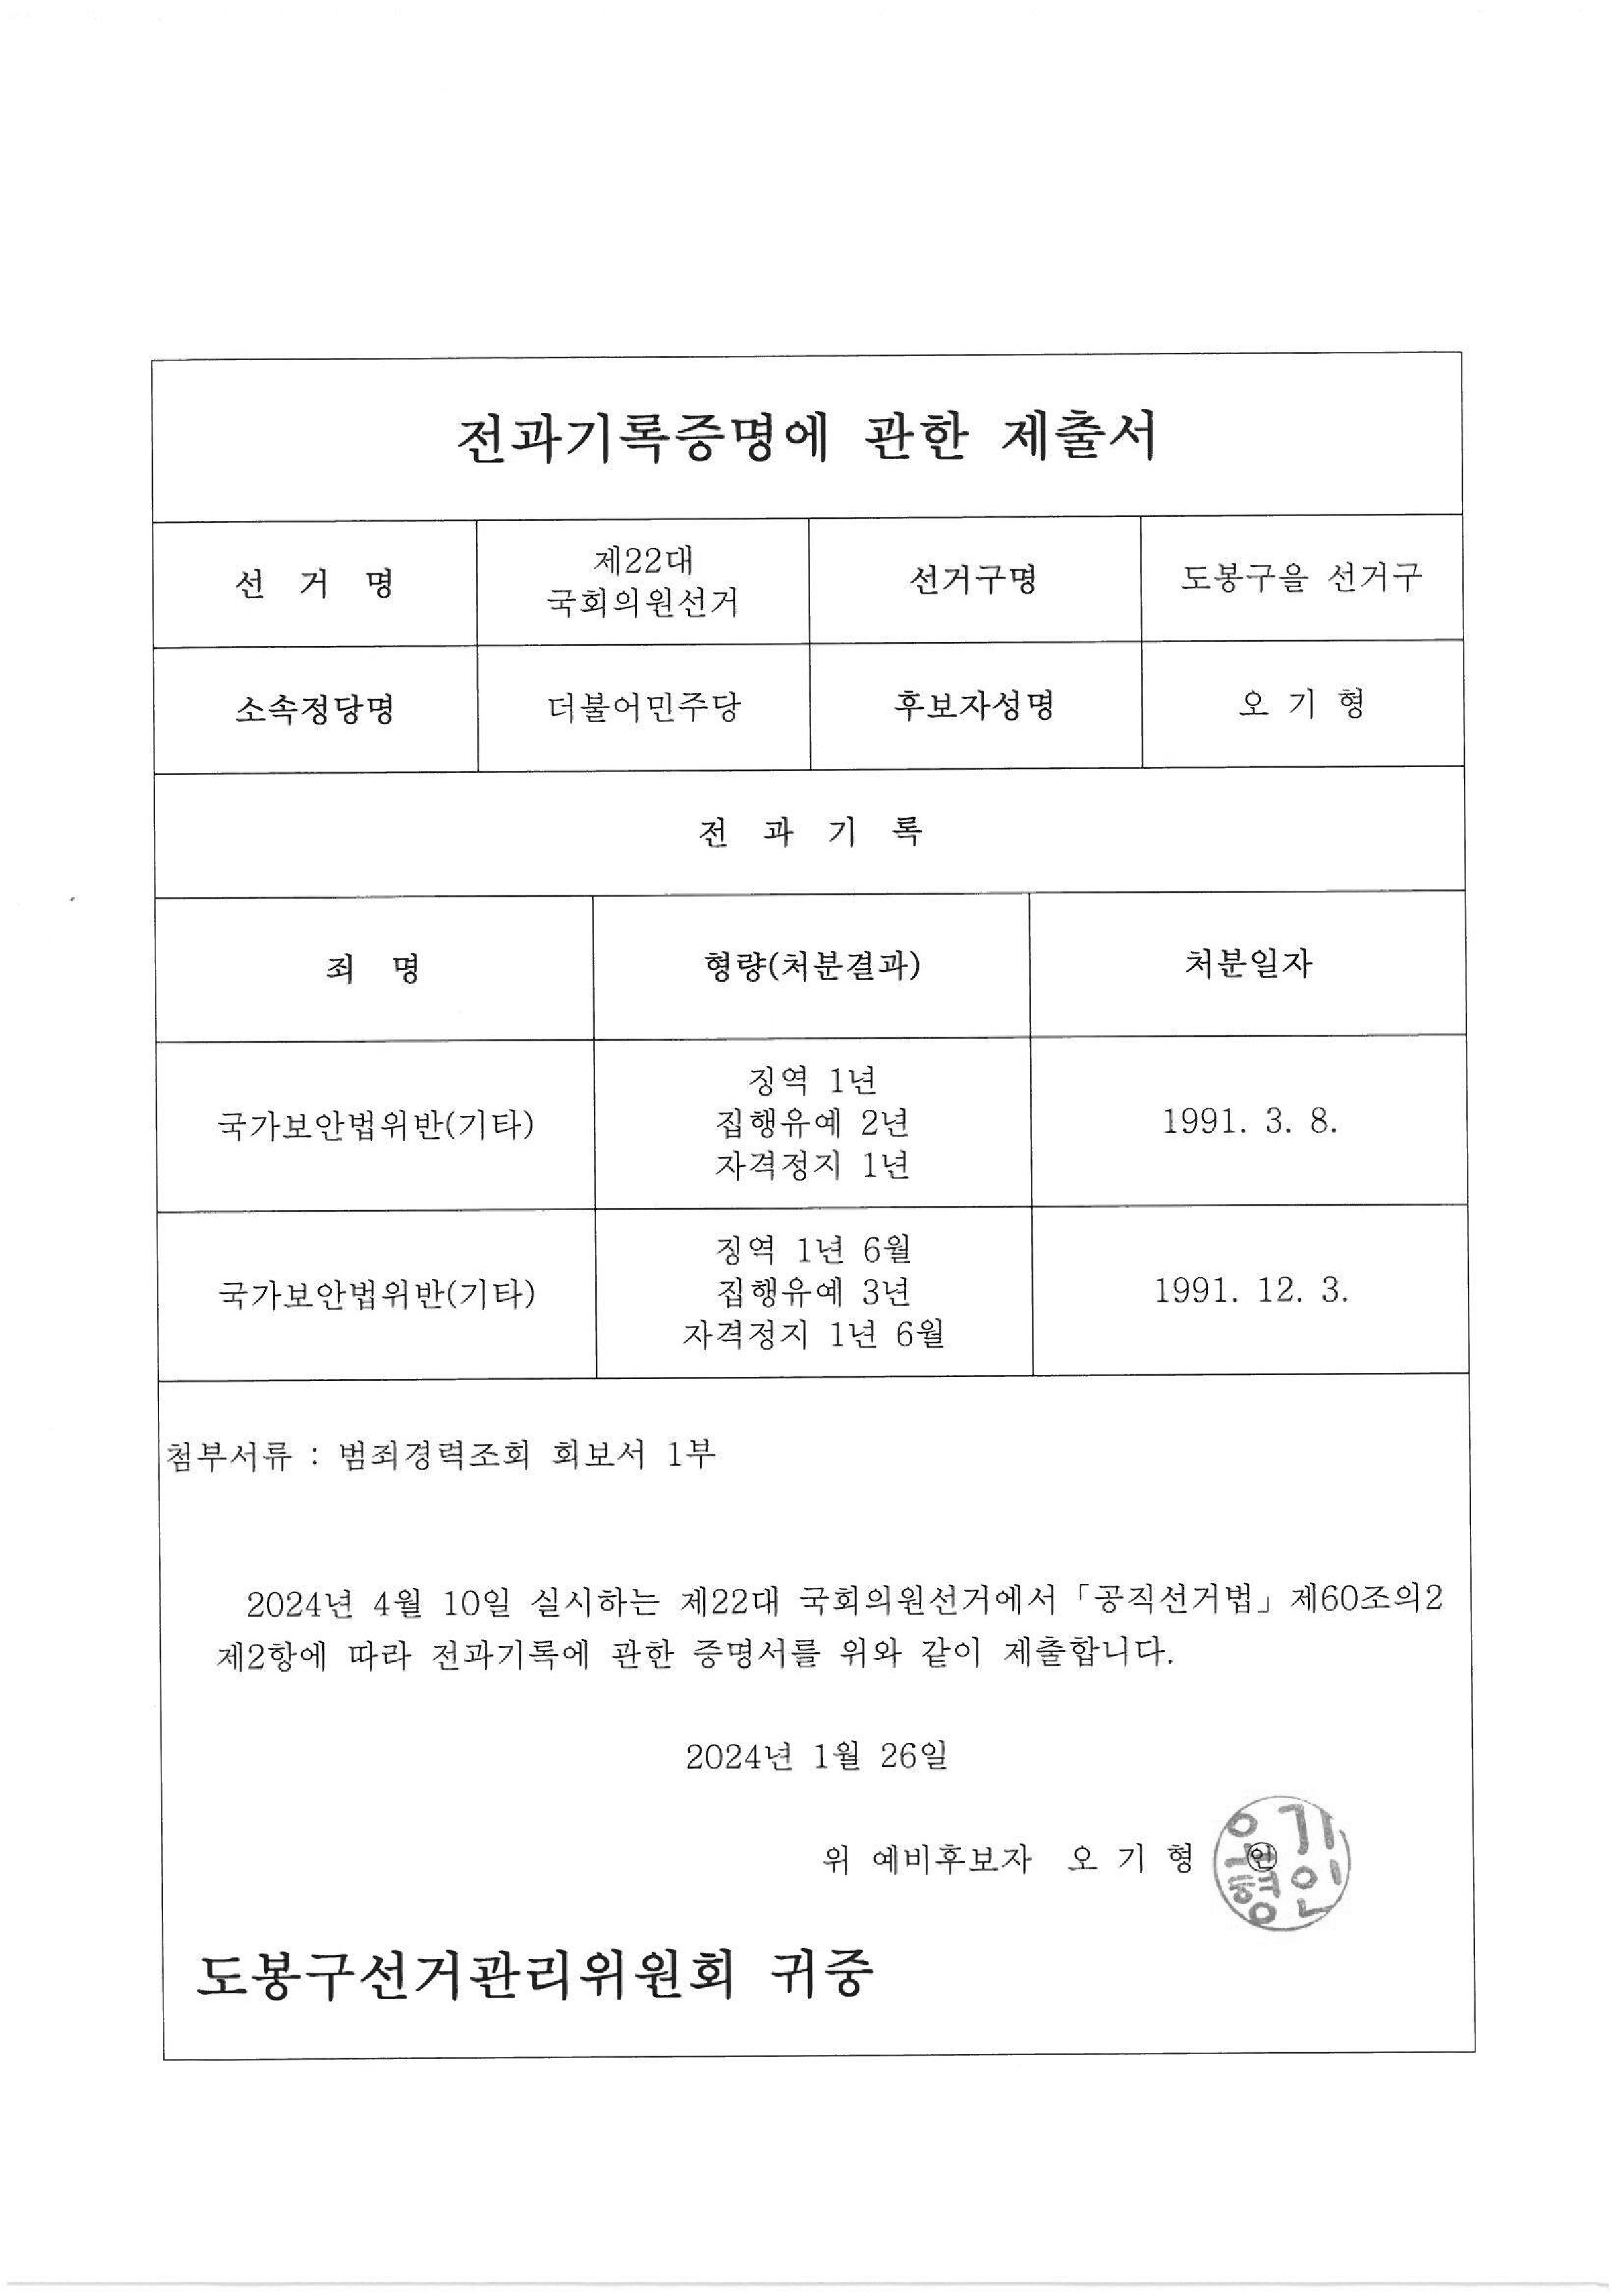 전과기록증명에 관한 제출서
선 거 명
제22대
국회의원선거
선거구명
도봉구을 선거구
소속정당명
더불어민주당
후보자성명
오 기 형
전 과 기 록
죄 명
형량(처분결과)
처분일자
국가보안법위반(기타)
징역 1년
집행유예 2년
자격정지 1년
1991. 3. 8.
국가보안법위반(기타)
징역 1년 6월
집행유예 3년
자격정지 1년 6월
1991. 12. 3.
첨부서류 : 범죄경력조회 회보서 1부
2024년 4월 10일 실시하는 제22대 국회의원선거에서 「공직선거법」 제60조의2
제2항에 따라 전과기록에 관한 증명서를 위와 같이 제출합니다.
2024년 1월 26일
위 예비후보자 오 기 형 ㊞
오기
형인
도봉구선거관리위원회 귀중